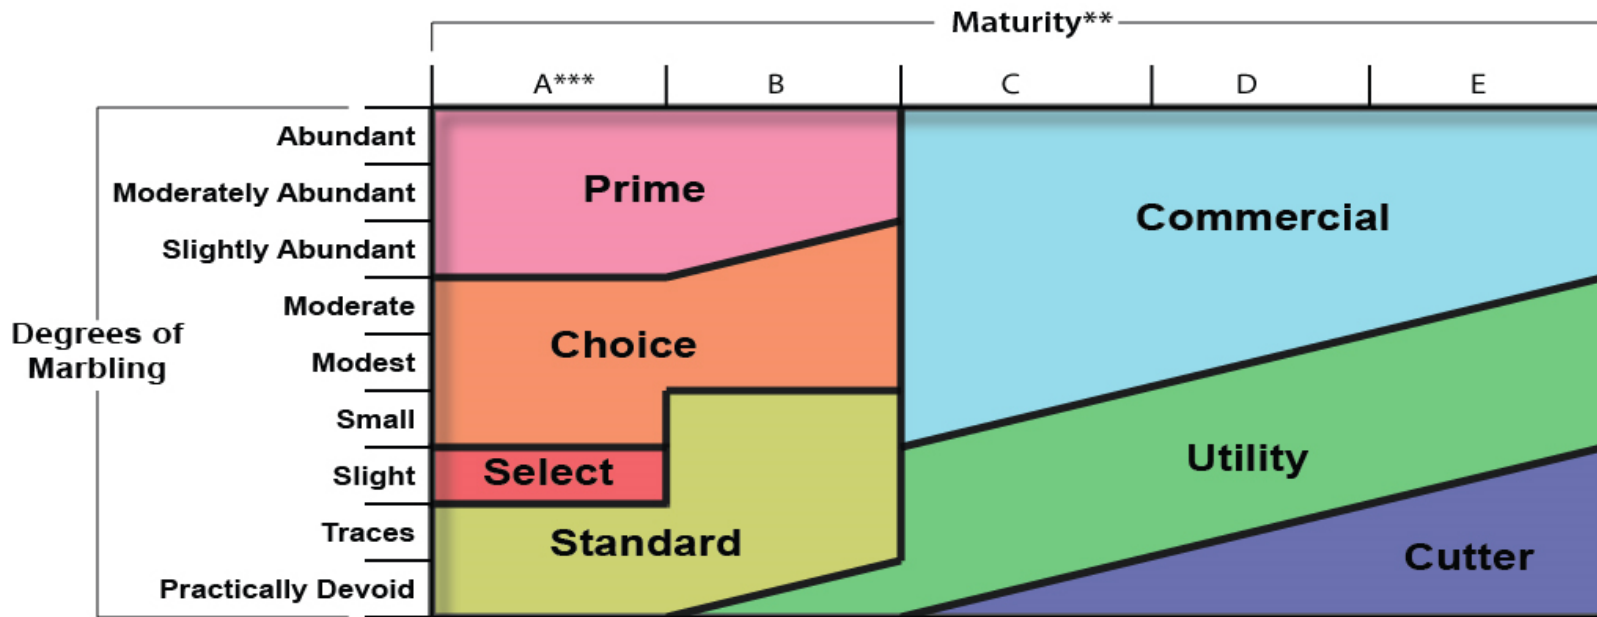 Maturity**
A***
B
C
D
E
Degrees of
Marbling
Abundant
Moderately Abundant
Slightly Abundant
Moderate
Modest
Small
Slight
Traces
Practically Devoid
Prime
Commercial
Choice
Select
Utility
Standard
Cutter